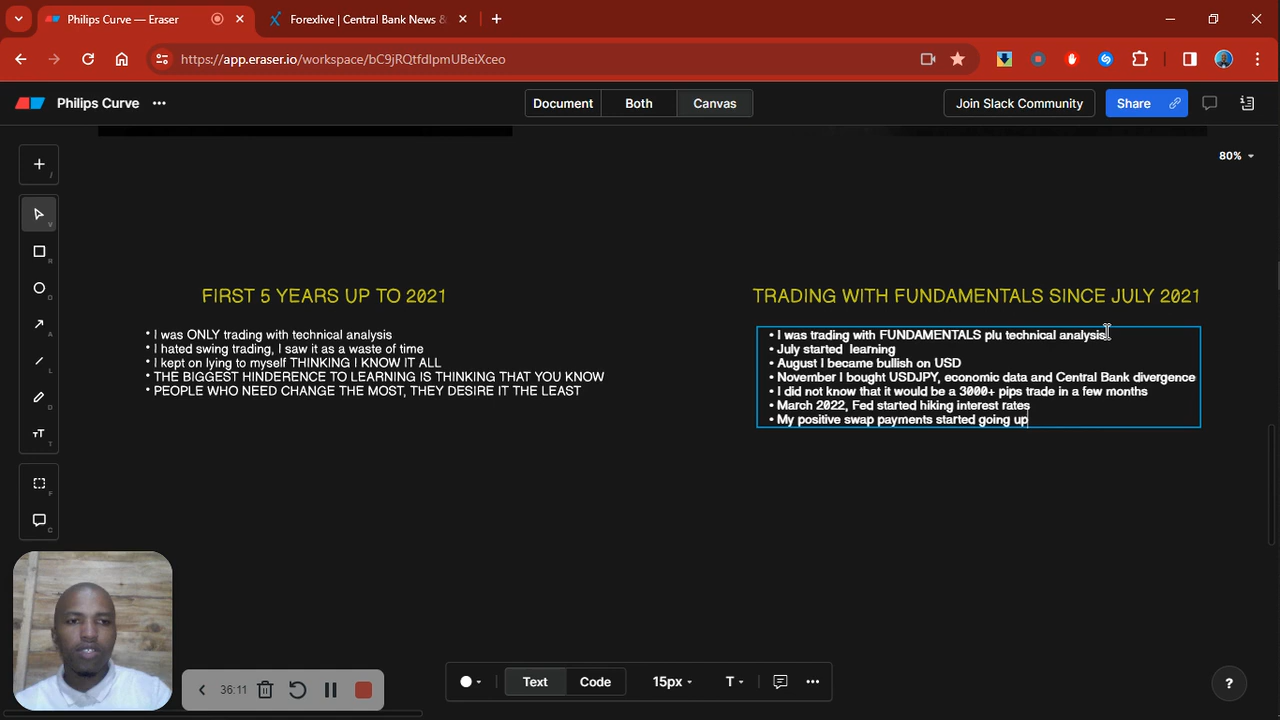 Philips Curve — Eraser
Forexlive | Central Bank News &
https://app.eraser.io/workspace/bC9jRQtfdIpmUBeiXceo
Philips Curve
Document
Both
Canvas
Join Slack Community
Share
80%
FIRST 5 YEARS UP TO 2021
• I was ONLY trading with technical analysis
• I hated swing trading, I saw it as a waste of time
• I kept on lying to myself THINKING I KNOW IT ALL
• THE BIGGEST HINDERENCE TO LEARNING IS THINKING THAT YOU KNOW
• PEOPLE WHO NEED CHANGE THE MOST, THEY DESIRE IT THE LEAST
TRADING WITH FUNDAMENTALS SINCE JULY 2021
• I was trading with FUNDAMENTALS plu technical analysis
• July started  learning
• August I became bullish on USD
• November I bought USDJPY, economic data and Central Bank divergence
• I did not know that it would be a 3000+ pips trade in a few months
• March 2022, Fed started hiking interest rates
• My positive swap payments started going up
36:11
Text
Code
15px
T
?